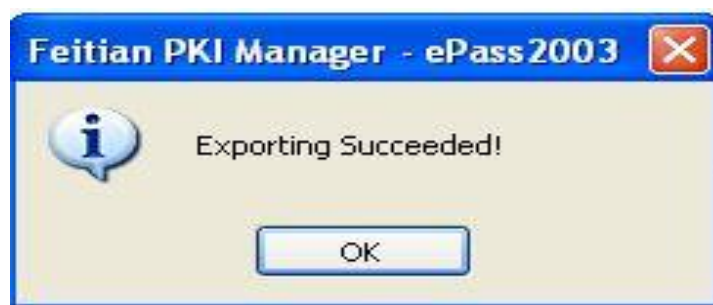 Feitian PKI Manager - ePass2003
Exporting Succeeded!
OK